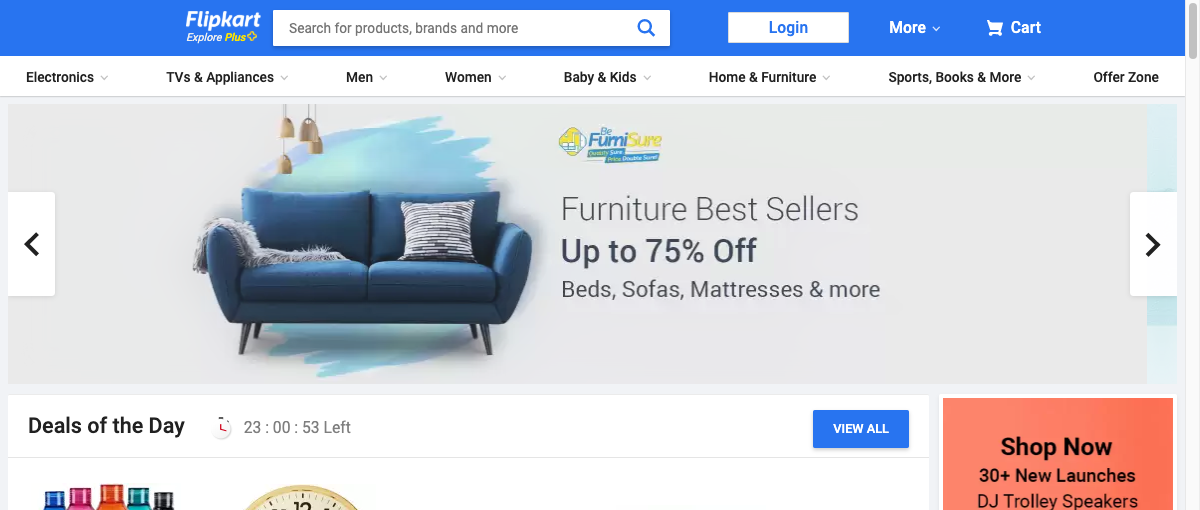 Flipkart
Explore Plus
Search for products, brands and more
Login
More
Cart
Electronics
TVs & Appliances
Men
Women
Baby & Kids
Home & Furniture
Sports, Books & More
Offer Zone
Be
FurniSure
Quality Sure
Price Double Sure!
Furniture Best Sellers
Up to 75% Off
Beds, Sofas, Mattresses & more
Deals of the Day
23 : 00 : 53 Left
VIEW ALL
Shop Now
30+ New Launches
DJ Trolley Speakers
12